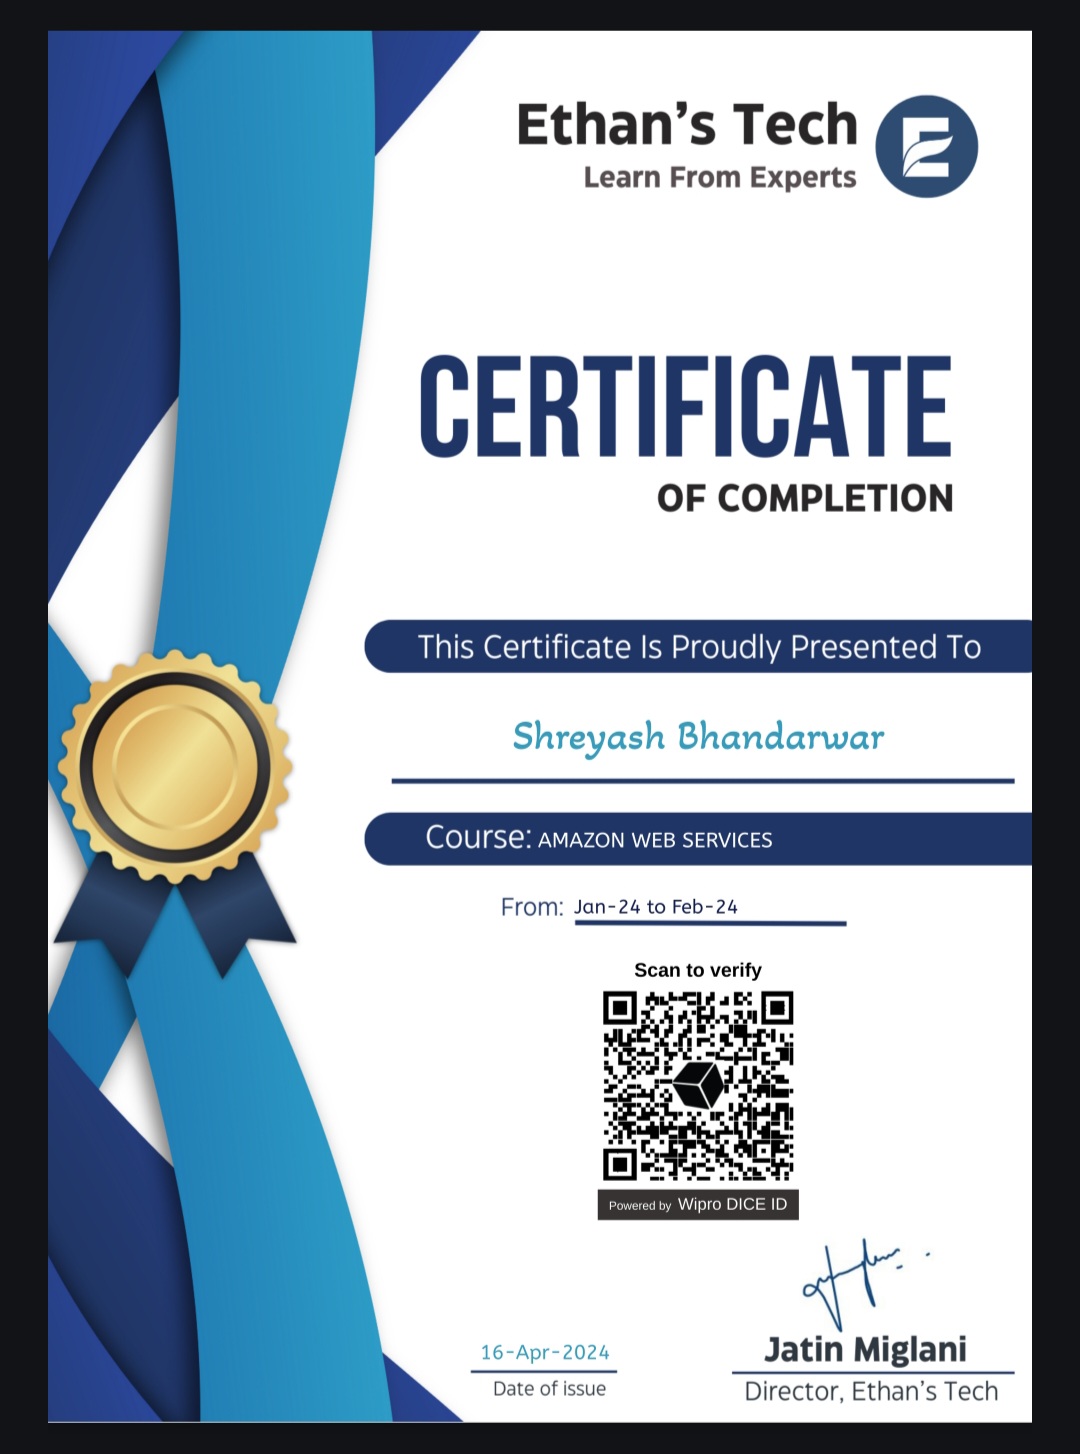 Ethan's Tech
Learn From Experts
CERTIFICATE
OF COMPLETION
This Certificate Is Proudly Presented To
Shreyash Bhandarwar
Course: AMAZON WEB SERVICES
From: Jan-24 to Feb-24
Scan to verify
Powered by Wipro DICE ID
16-Apr-2024
Date of issue
Jatin Miglani
Director, Ethan's Tech